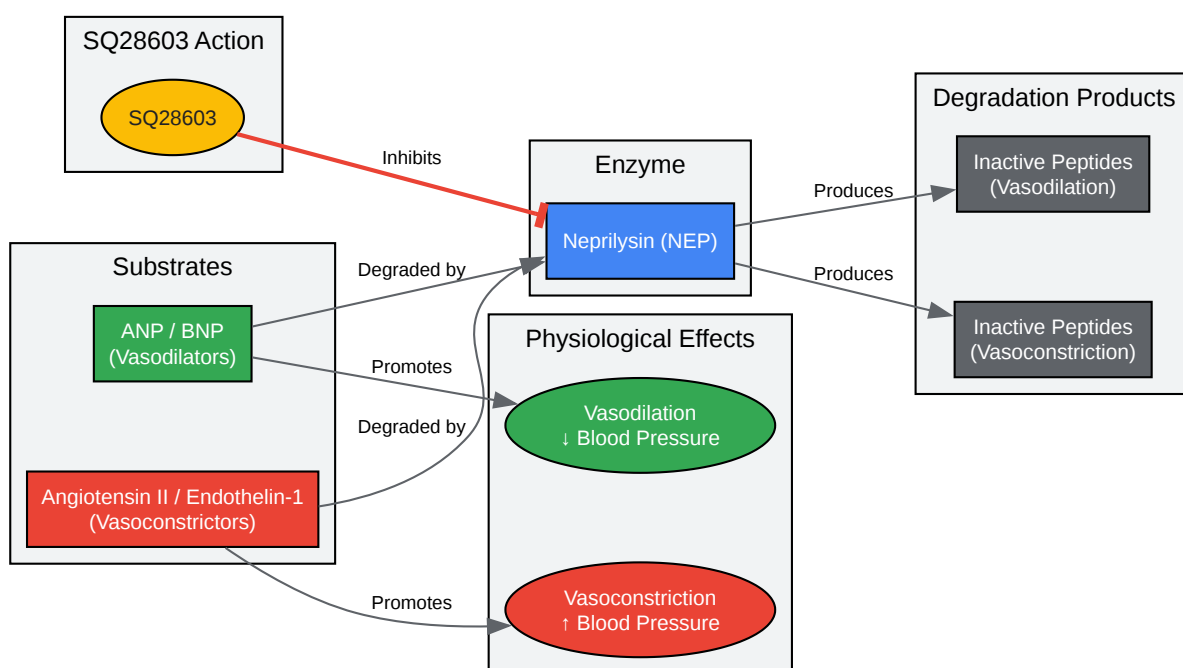 SQ28603 Action
SQ28603
Inhibits
Enzyme
Neprilysin (NEP)
Substrates
ANP / BNP
(Vasodilators)
Angiotensin II / Endothelin-1
(Vasoconstrictors)
Degraded by
Promotes
Degraded by
Promotes
Physiological Effects
Vasodilation
↓ Blood Pressure
Vasoconstriction
↑ Blood Pressure
Produces
Produces
Degradation Products
Inactive Peptides
(Vasodilation)
Inactive Peptides
(Vasoconstriction)